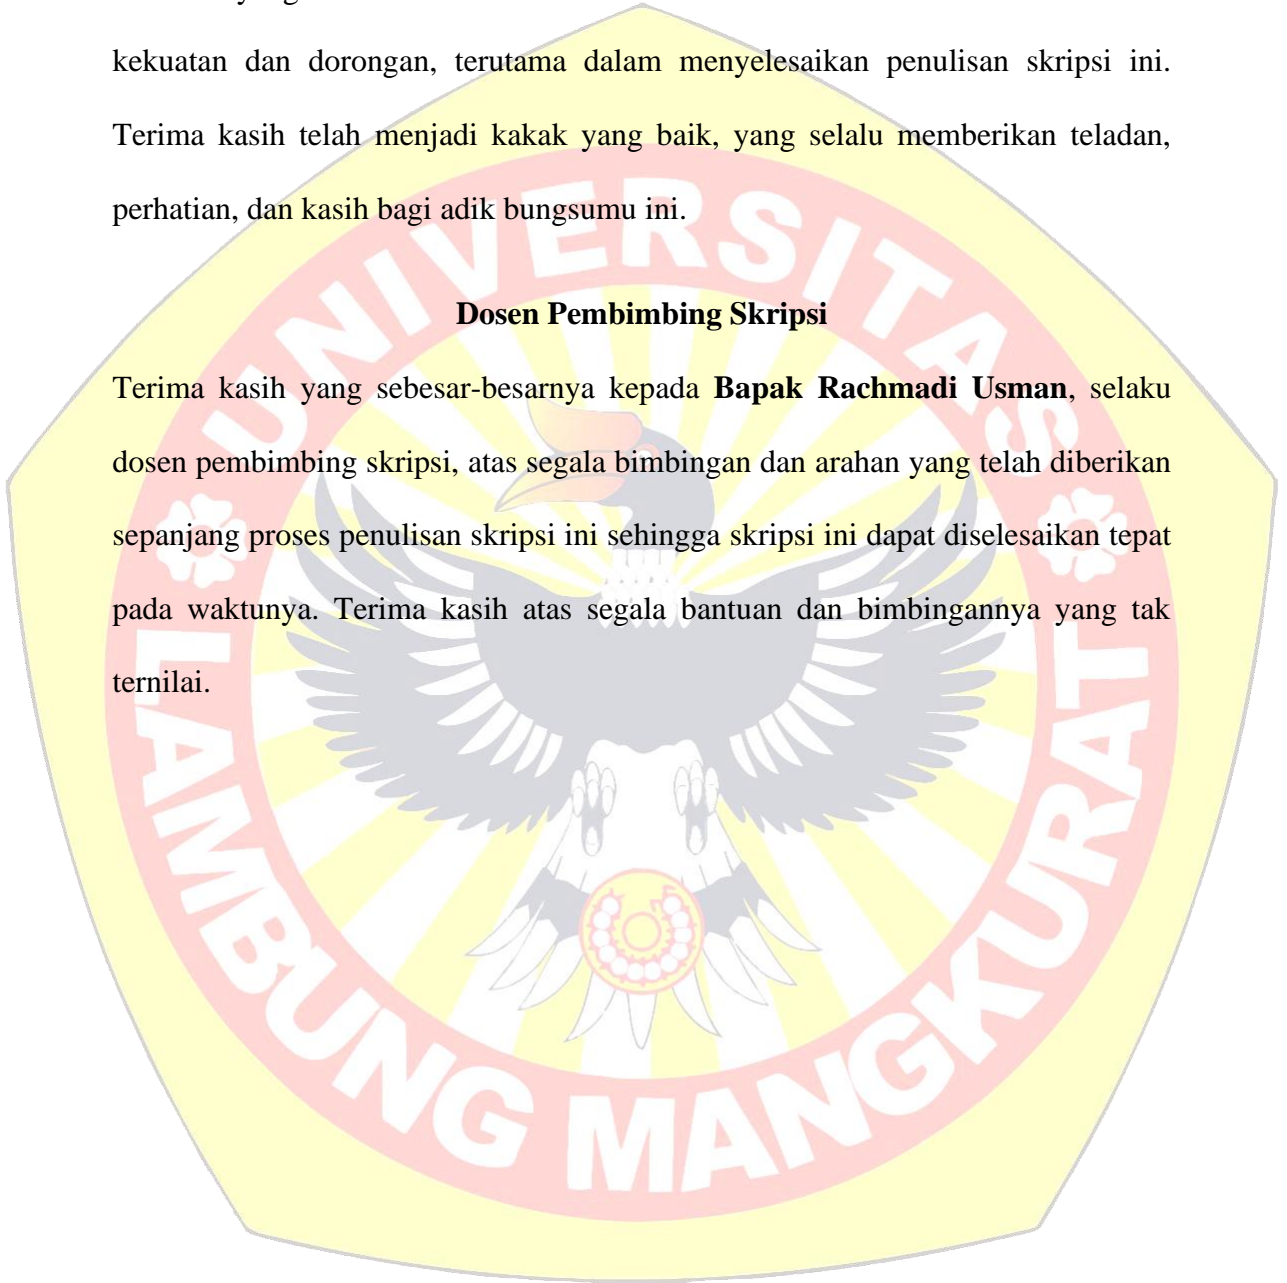 kekuatan dan dorongan, terutama dalam menyelesaikan penulisan skripsi ini.
Terima kasih telah menjadi kakak yang baik, yang selalu memberikan teladan,
perhatian, dan kasih bagi adik bungsumu ini.
Dosen Pembimbing Skripsi
Terima kasih yang sebesar-besarnya kepada Bapak Rachmadi Usman, selaku
dosen pembimbing skripsi, atas segala bimbingan dan arahan yang telah diberikan
sepanjang proses penulisan skripsi ini sehingga skripsi ini dapat diselesaikan tepat
pada waktunya. Terima kasih atas segala bantuan dan bimbingannya yang tak
ternilai.
UNIVERSITAS
LAMBUNG MANGKURAT